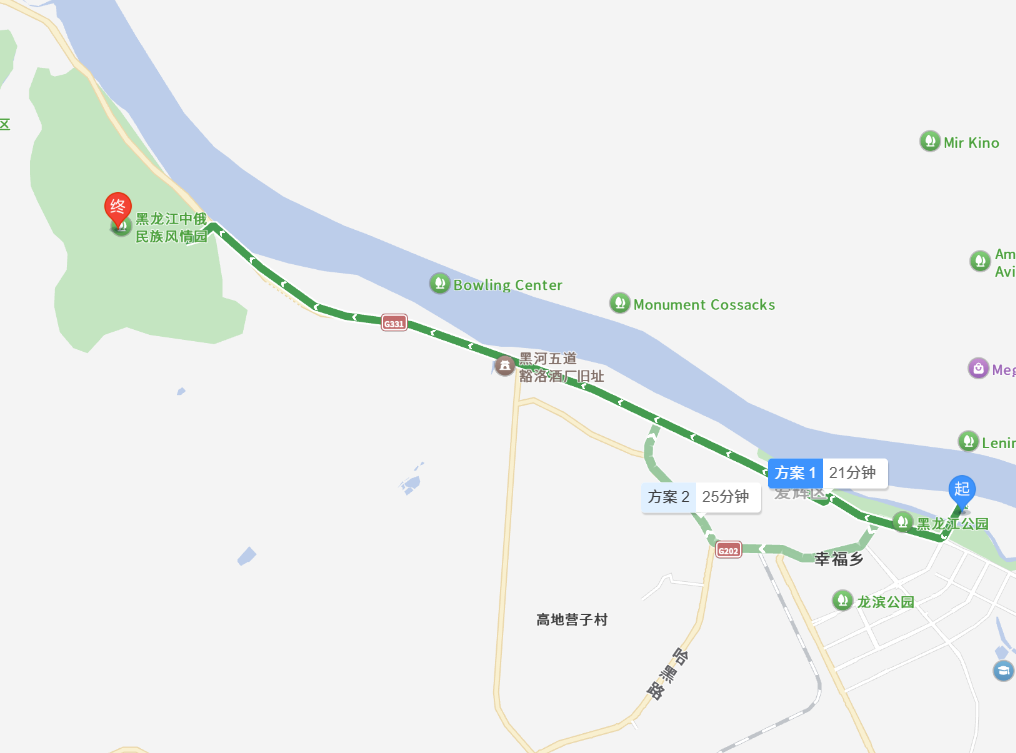 区
Mir Kino
终
黑龙江中俄
民族风情园
Am
Avi
Bowling Center
Monument Cossacks
G331
黑河五道
豁洛酒厂旧址
Meg
Lenin
方案 1 21分钟
爱辉区
方案 2 25分钟
起
黑龙江公园
G202
幸福乡
龙滨公园
高地营子村
哈黑路